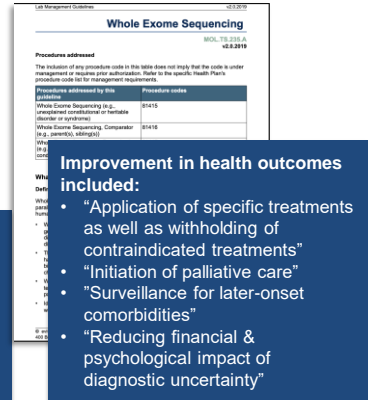 Lab Management Guidelines v2.0.2019
Whole Exome Sequencing
MOL.TS.235.A
v2.0.2019
Procedures addressed
The inclusion of any procedure code in this table does not imply that the code is under
management or requires prior authorization. Refer to the specific Health Plan's
procedure code list for management requirements.
Procedures addressed by this Procedure codes
guideline
Whole Exome Sequencing (e.g., 81415
unexplained constitutional or heritable
disorder or syndrome)
Whole Exome Sequencing, Comparator 81416
(e.g., parent(s), sibling(s))
Improvement in health outcomes
included:
• “Application of specific treatments
as well as withholding of
contraindicated treatments”
• “Initiation of palliative care”
• ”Surveillance for later-onset
comorbidities”
• “Reducing financial &
psychological impact of
diagnostic uncertainty”